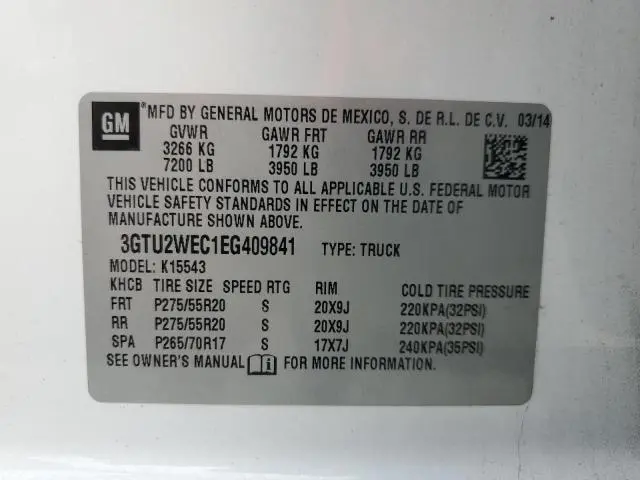 GM ® MFD BY GENERAL MOTORS DE MEXICO, S. DE R.L. DE C.V. 03/14
GVWR GAWR FRT GAWR RR
3266 KG 1792 KG 1792 KG
7200 LB 3950 LB 3950 LB
THIS VEHICLE CONFORMS TO ALL APPLICABLE U.S. FEDERAL MOTOR
VEHICLE SAFETY STANDARDS IN EFFECT ON THE DATE OF
MANUFACTURE SHOWN ABOVE.
3GTU2WEC1EG409841 TYPE: TRUCK
MODEL: K15543
KHCB TIRE SIZE SPEED RTG RIM COLD TIRE PRESSURE
FRT P275/55R20 S 20X9J 220KPA(32PSI)
RR P275/55R20 S 20X9J 220KPA(32PSI)
SPA P265/70R17 S 17X7J 240KPA(35PSI)
SEE OWNER'S MANUAL i FOR MORE INFORMATION.